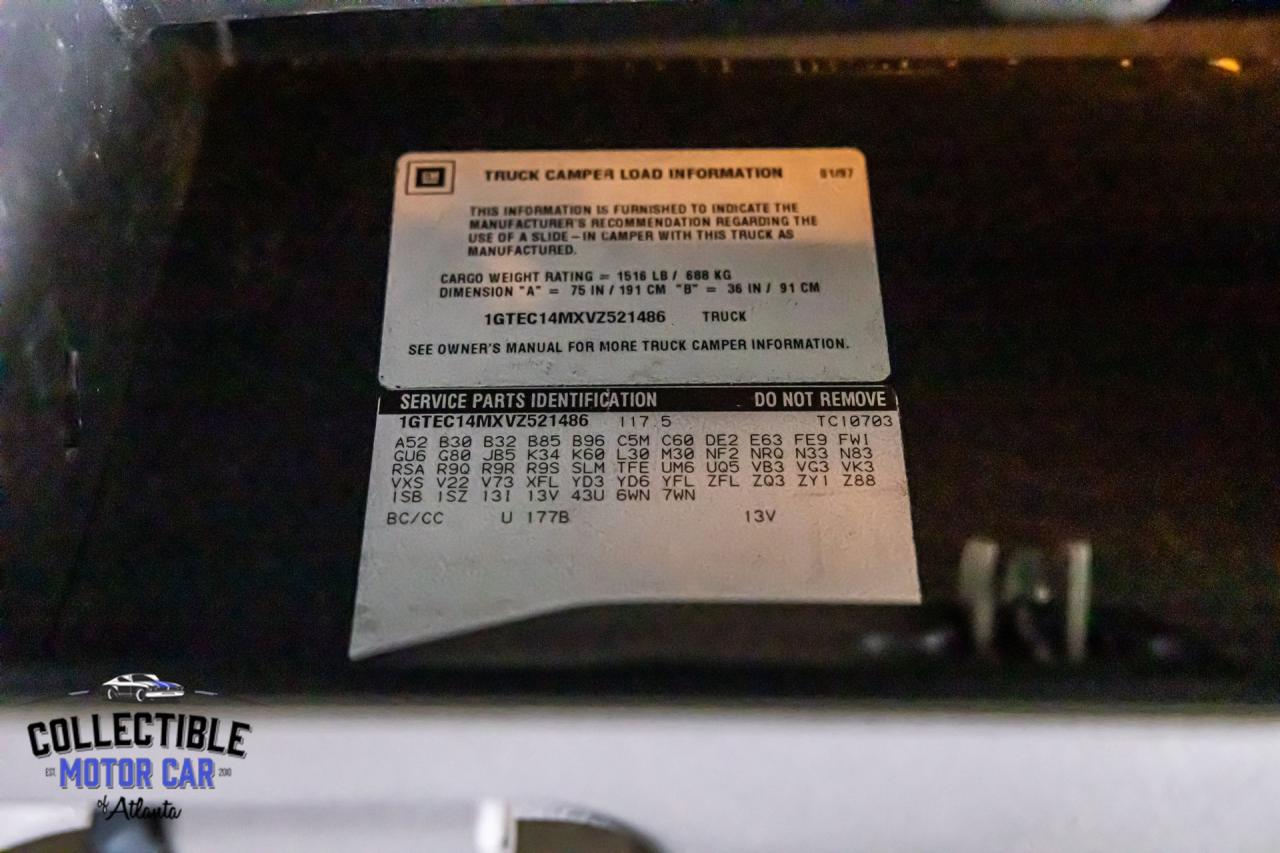 GM
TRUCK CAMPER LOAD INFORMATION 01/97
THIS INFORMATION IS FURNISHED TO INDICATE THE
MANUFACTURER'S RECOMMENDATION REGARDING THE
USE OF A SLIDE-IN CAMPER WITH THIS TRUCK AS
MANUFACTURED.
CARGO WEIGHT RATING = 1516 LB / 688 KG
DIMENSION "A" = 75 IN / 191 CM "B" = 36 IN / 91 CM
1GTEC14MXVZ521486 TRUCK
SEE OWNER'S MANUAL FOR MORE TRUCK CAMPER INFORMATION.
SERVICE PARTS IDENTIFICATION DO NOT REMOVE
1GTEC14MXVZ521486 117.5 TC10703
A52 B30 B32 B85 B96 C5M C60 DE2 E63 FE9 FW1
GU6 G80 JB5 K34 K60 L30 M30 NF2 NRQ N33 N83
RSA R9Q R9R R9S SLM TFE UM6 UQ5 VB3 VG3 VK3
VXS V22 V73 XFL YD3 YD6 YFL ZFL ZQ3 ZY1 Z88
1SB 1SZ 13I 13V 43U 6WN 7WN
BC/CC U 177B 13V
COLLECTIBLE
EST. MOTOR CAR 2010
of Atlanta